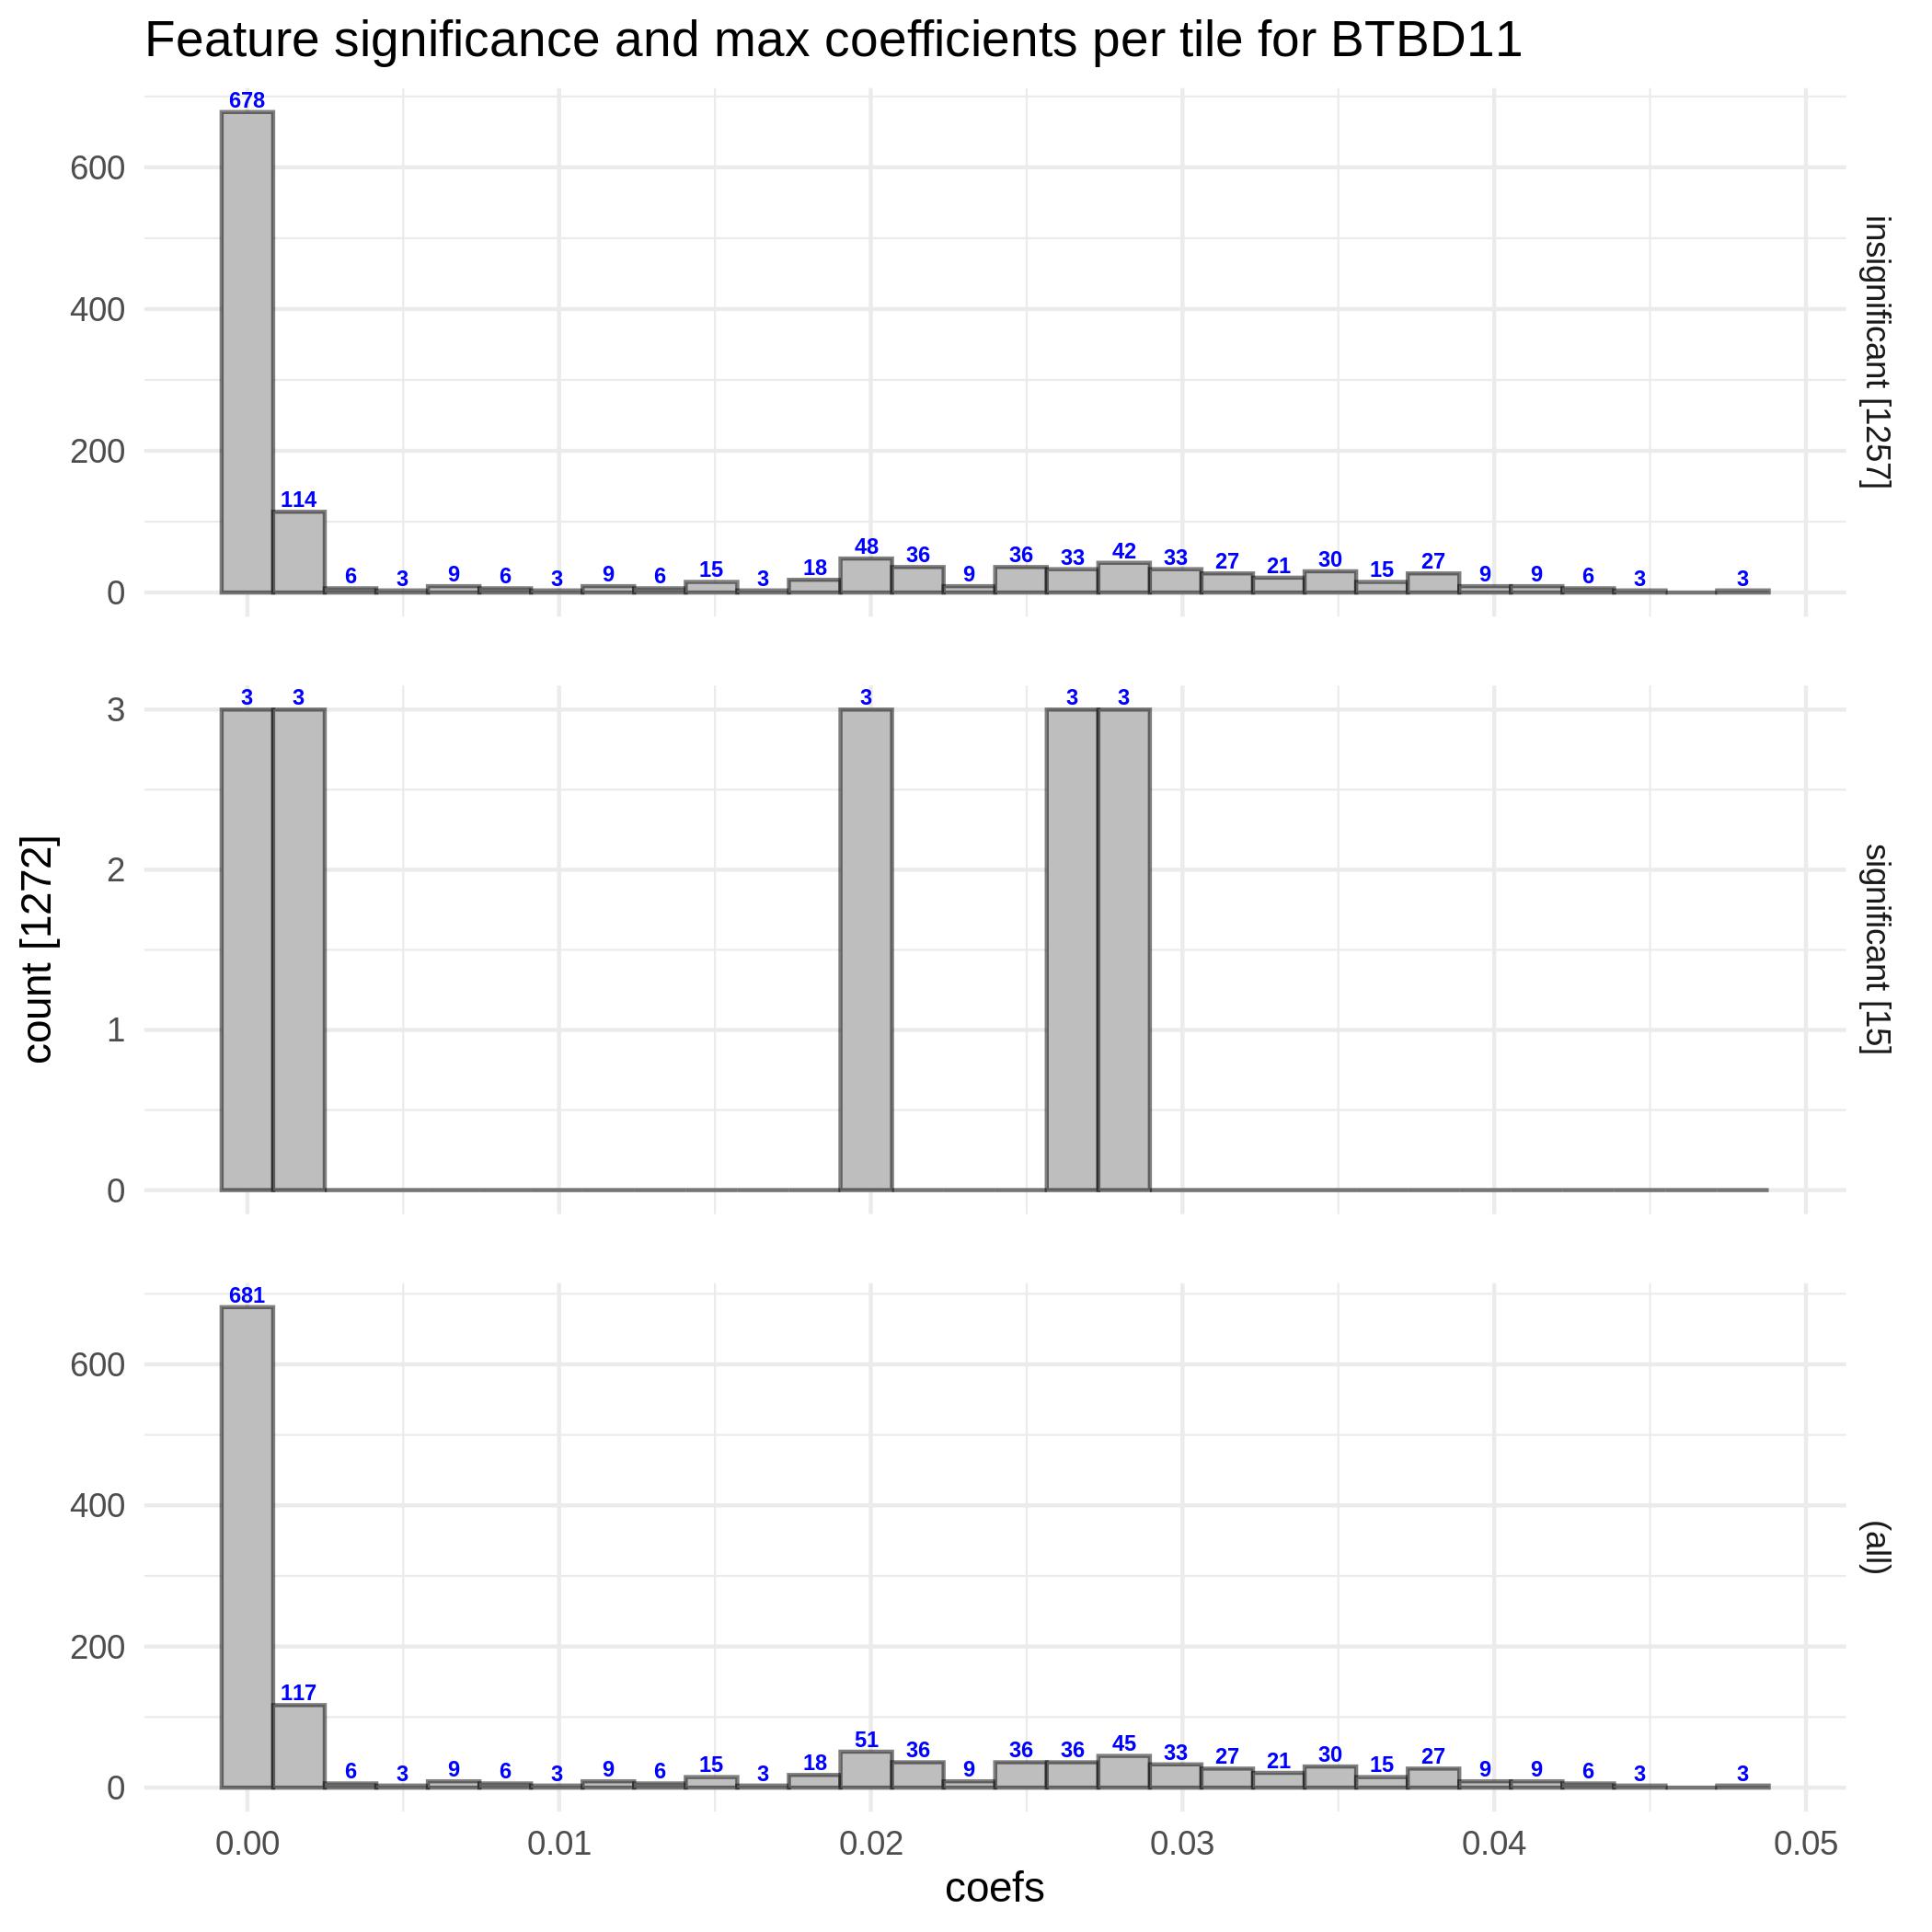 Feature significance and max coefficients per tile for BTBD11
678
600
400
200
0
114
6 3 9 6 3 9 6 15 3 18 48 36 9 36 33 42 33 27 21 30 15 27 9 9 6 3 3
insignificant [1257]
3 3 3 3 3
3
2
1
0
significant [15]
count [1272]
681
600
400
200
0
117
6 3 9 6 3 9 6 15 3 18 51 36 9 36 36 45 33 27 21 30 15 27 9 9 6 3 3
(all)
0.00 0.01 0.02 0.03 0.04 0.05
coefs